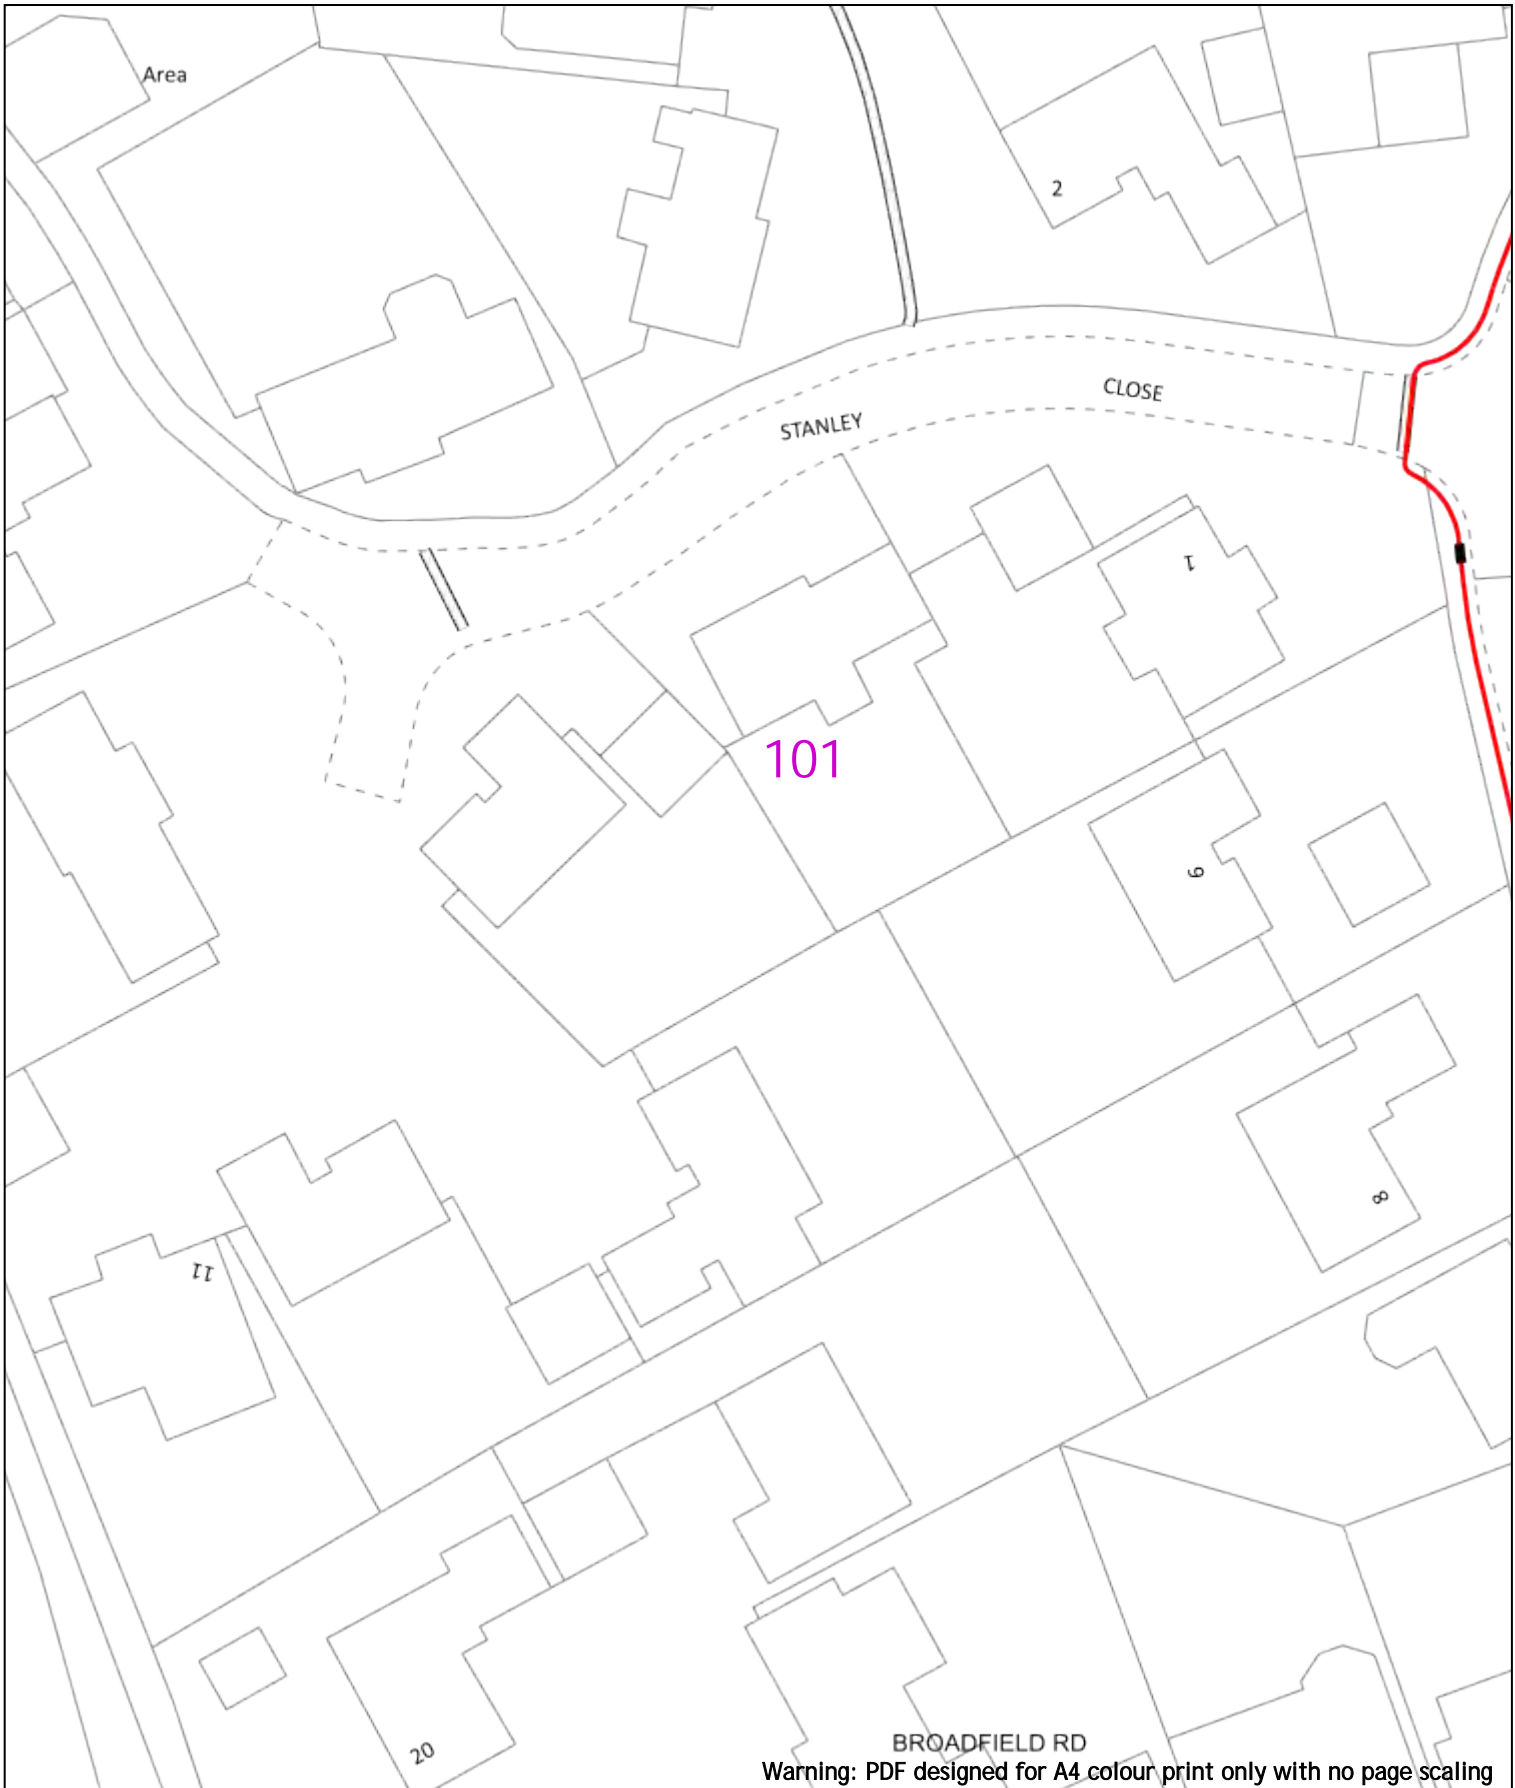 Area
2
CLOSE
STANLEY
1
101
9
8
11
20
BROADFIELD RD
Warning: PDF designed for A4 colour print only with no page scaling